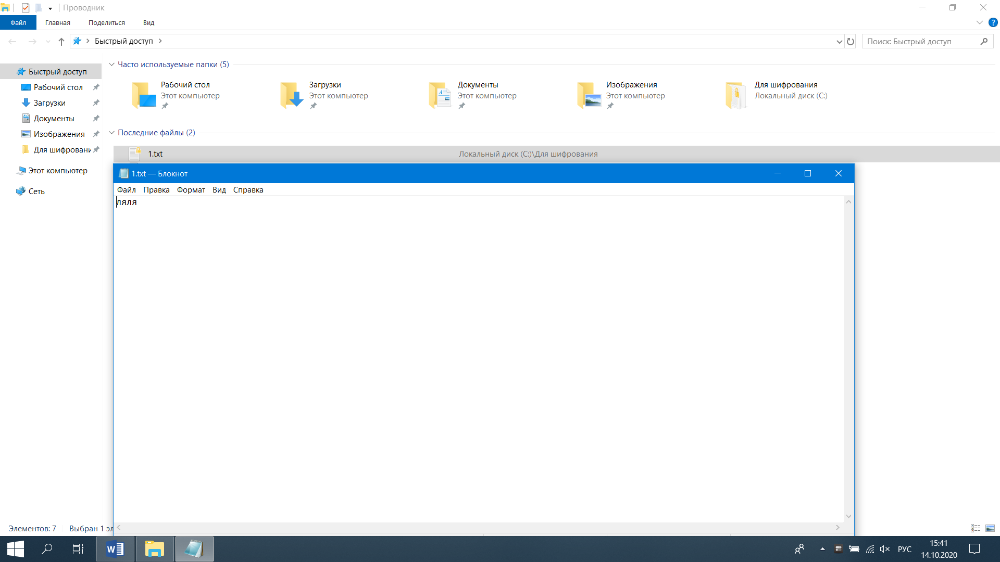 Проводник
Файл Главная Поделиться Вид
Быстрый доступ
Поиск: Быстрый доступ
Быстрый доступ
Рабочий стол
Загрузки
Документы
Изображения
Для шифровани
Этот компьютер
Сеть
Часто используемые папки (5)
Рабочий стол
Этот компьютер
Загрузки
Этот компьютер
Документы
Этот компьютер
Изображения
Этот компьютер
Для шифрования
Локальный диск (C:)
Последние файлы (2)
1.txt Локальный диск (C:)\Для шифрования
1.txt — Блокнот
Файл Правка Формат Вид Справка
ляля
Элементов: 7 Выбран 1 эл
РУС
15:41
14.10.2020